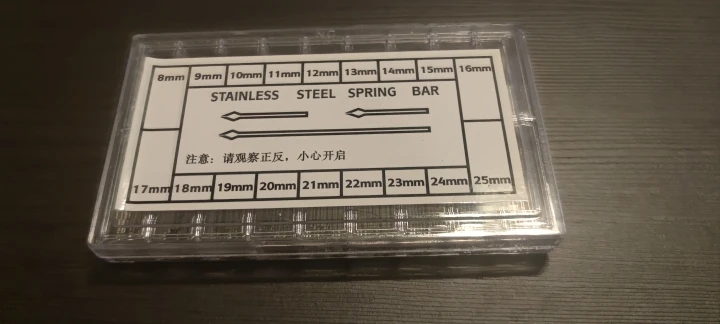 8mm 9mm 10mm 11mm 12mm 13mm 14mm 15mm 16mm
STAINLESS STEEL SPRING BAR
注意：请观察正反，小心开启
17mm 18mm 19mm 20mm 21mm 22mm 23mm 24mm 25mm